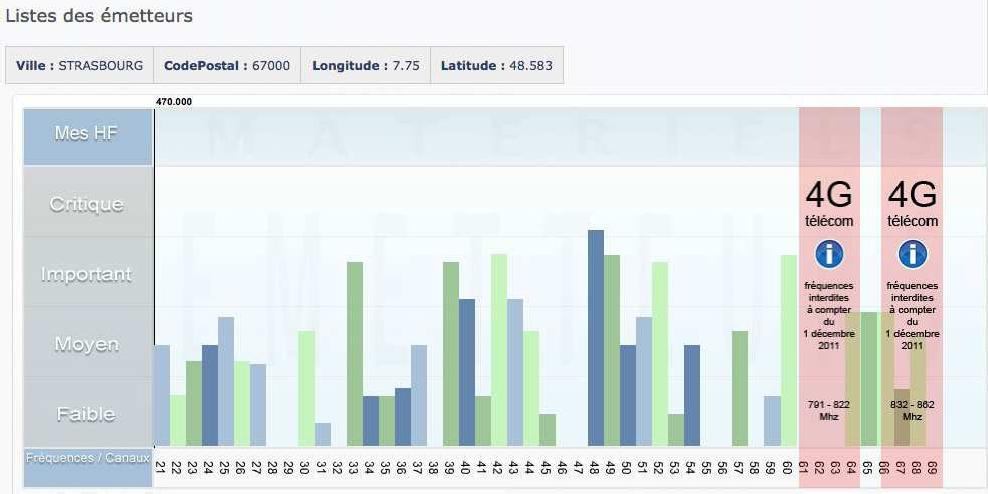 Listes des émetteurs
Ville : STRASBOURG CodePostal : 67000 Longitude : 7.75 Latitude : 48.583
470.000
Mes HF
MATERIELS
Critique
Important
Moyen
Faible
4G
télécom
fréquences
interdites
à compter
du
1 décembre
2011
791 - 822
Mhz
4G
télécom
fréquences
interdites
à compter
du
1 décembre
2011
832 - 862
Mhz
Fréquences / Canaux
21 22 23 24 25 26 27 28 29 30 31 32 33 34 35 36 37 38 39 40 41 42 43 44 45 46 47 48 49 50 51 52 53 54 55 56 57 58 59 60 61 62 63 64 65 66 67 68 69